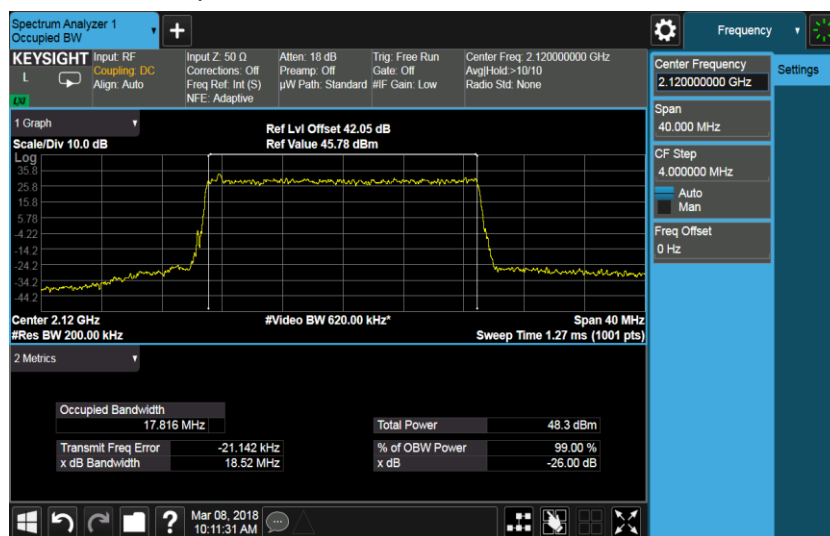 Spectrum Analyzer 1
Occupied BW
+
Frequency
KEYSIGHT
L
LXI
Input: RF
Coupling: DC
Align: Auto
Input Z: 50 Ω
Corrections: Off
Freq Ref: Int (S)
NFE: Adaptive
Atten: 18 dB
Preamp: Off
µW Path: Standard
Trig: Free Run
Gate: Off
#IF Gain: Low
Center Freq: 2.120000000 GHz
Avg|Hold:>10/10
Radio Std: None
Center Frequency
2.120000000 GHz
Settings
Span
40.000 MHz
CF Step
4.000000 MHz
Auto
Man
Freq Offset
0 Hz
1 Graph
Scale/Div 10.0 dB
Ref Lvl Offset 42.05 dB
Ref Value 45.78 dBm
Log
35.8
25.8
15.8
5.78
-4.22
-14.2
-24.2
-34.2
-44.2
Center 2.12 GHz
#Video BW 620.00 kHz*
Span 40 MHz
#Res BW 200.00 kHz
Sweep Time 1.27 ms (1001 pts)
2 Metrics
Occupied Bandwidth
17.816 MHz
Total Power 48.3 dBm
Transmit Freq Error -21.142 kHz
% of OBW Power 99.00 %
x dB Bandwidth 18.52 MHz
x dB -26.00 dB
?
Mar 08, 2018
10:11:31 AM